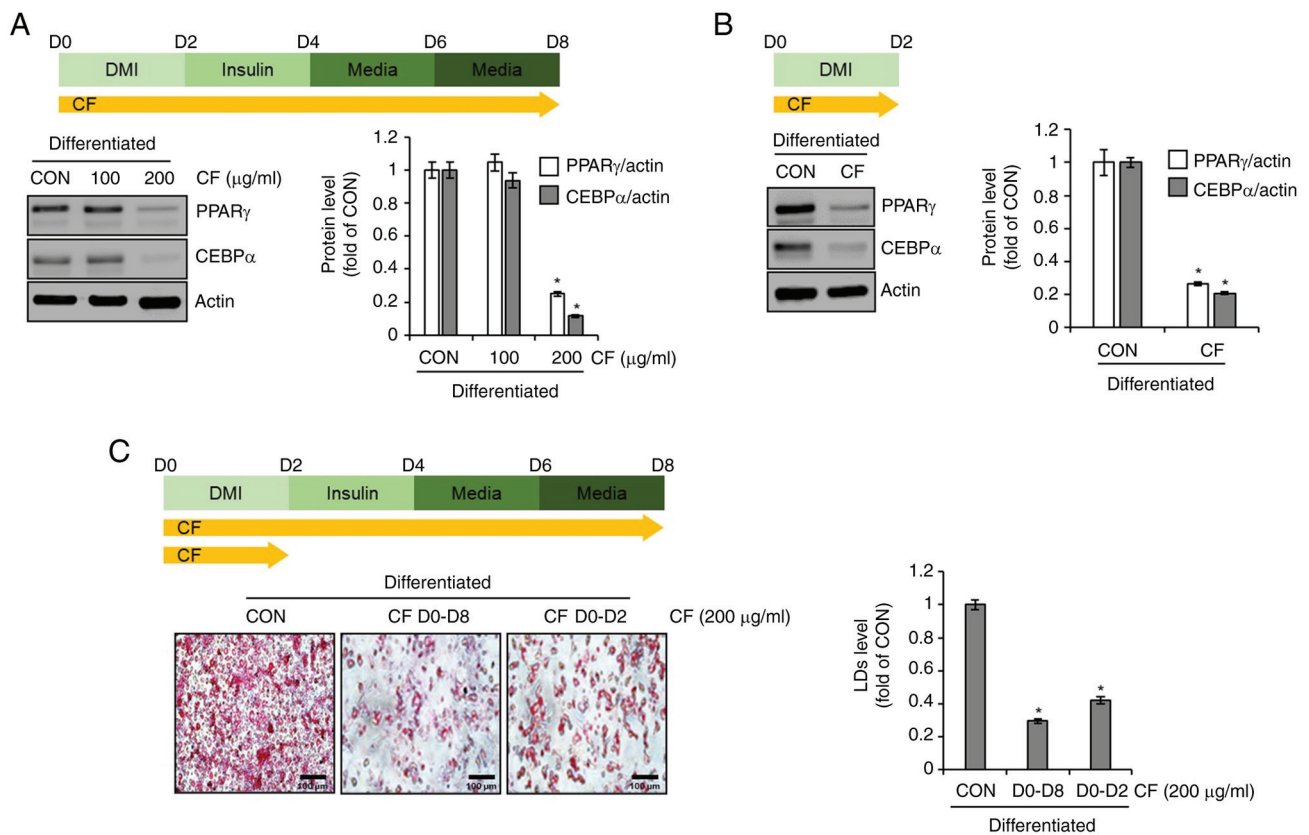 A
D0 D2 D4 D6 D8
DMI Insulin Media Media
CF
Differentiated
CON 100 200 CF (μg/ml)
PPARγ
CEBPα
Actin
Protein level
(fold of CON)
1.2
1
0.8
0.6
0.4
0.2
0
PPARγ/actin
CEBPα/actin
*
*
CON 100 200 CF (μg/ml)
Differentiated
B
D0 D2
DMI
CF
Differentiated
CON CF
PPARγ
CEBPα
Actin
Protein level
(fold of CON)
1.2
1
0.8
0.6
0.4
0.2
0
PPARγ/actin
CEBPα/actin
* *
CON CF
Differentiated
C
D0 D2 D4 D6 D8
DMI Insulin Media Media
CF
CF
Differentiated
CON CF D0-D8 CF D0-D2 CF (200 μg/ml)
100 μm 100 μm 100 μm
LDs level
(fold of CON)
1.2
1
0.8
0.6
0.4
0.2
0
*
*
CON D0-D8 D0-D2 CF (200 μg/ml)
Differentiated